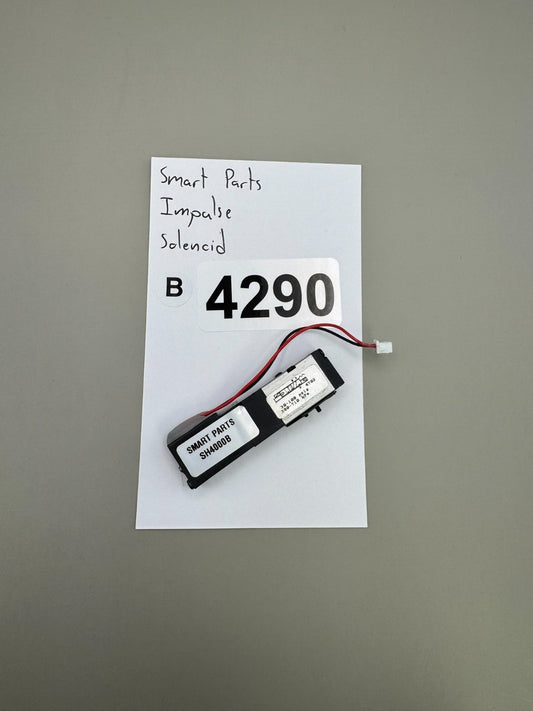 Smart Parts
Impulse
Solenoid
B
4290
SMART PARTS
SH4000B